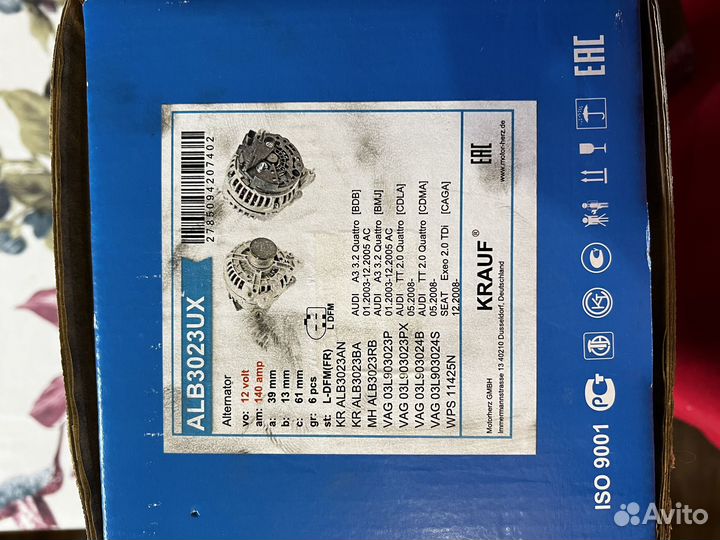 ALB3023UX
2785094207402
Alternator
vo: 12 volt
am: 140 amp
a: 39 mm
b: 13 mm
c: 61 mm
gr: 6 pcs
st: L-DFM(FR)
L DFM
KR ALB3023AN
KR ALB3023BA
MH ALB3023RB
VAG 03L903023P
VAG 03L903023PX
VAG 03L903024B
VAG 03L903024S
WPS 11425N
AUDI A3 3.2 Quattro [BDB]
01.2003-12.2005 AC
AUDI A3 3.2 Quattro [BMJ]
01.2003-12.2005 AC
AUDI TT 2.0 Quattro [CDLA]
05.2008-
AUDI TT 2.0 Quattro [CDMA]
05.2008-
SEAT Exeo 2.0 TDi [CAGA]
12.2008-
KRAUF®
EAC
www.motor-herz.de
Motorherz GMBH
Immermannstrasse 13 40210 Dusseldorf, Deutschland
ISO 9001
EAC
Avito